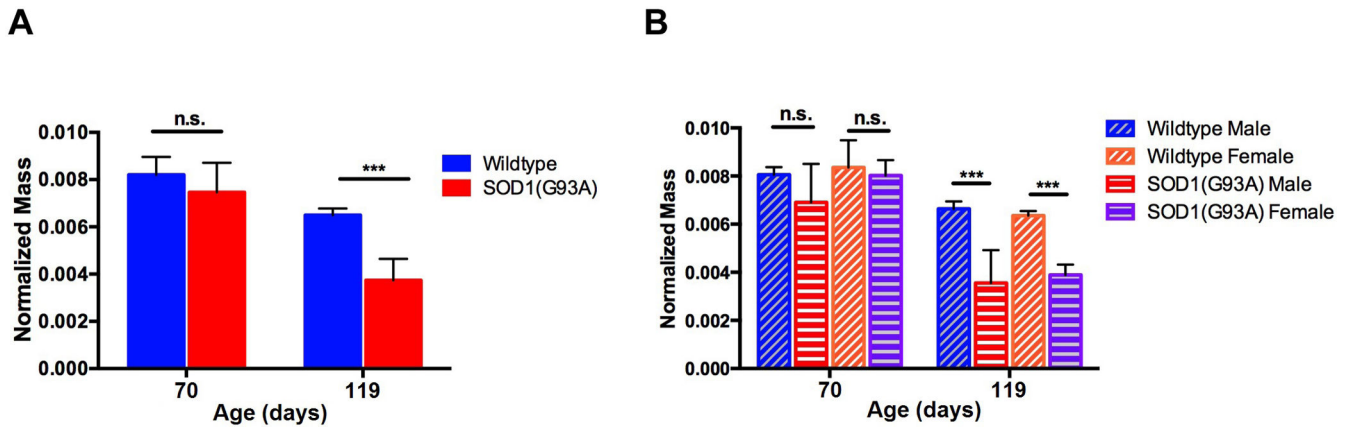 A
n.s.
***
0.010
0.008
0.006
0.004
0.002
0.000
Normalized Mass
70
119
Age (days)
Wildtype
SOD1(G93A)
B
n.s.
n.s.
***
***
0.010
0.008
0.006
0.004
0.002
0.000
Normalized Mass
70
119
Age (days)
Wildtype Male
Wildtype Female
SOD1(G93A) Male
SOD1(G93A) Female